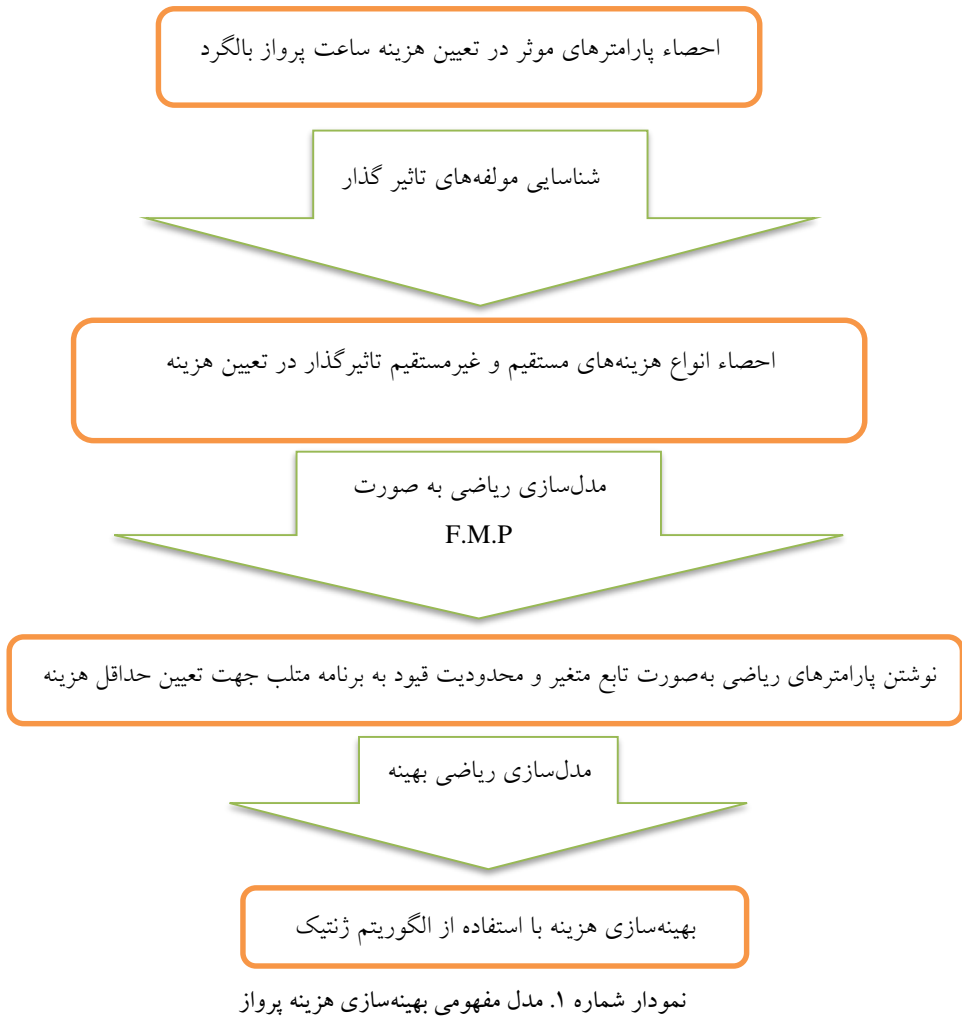 احصاء پارامترهای موثر در تعیین هزینه ساعت پرواز بالگرد
شناسایی مولفه‌های تاثیر گذار
احصاء انواع هزینه‌های مستقیم و غیرمستقیم تاثیرگذار در تعیین هزینه
مدل‌سازی ریاضی به صورت
F.M.P
نوشتن پارامترهای ریاضی به‌صورت تابع متغیر و محدودیت قیود به برنامه متلب جهت تعیین حداقل هزینه
مدل‌سازی ریاضی بهینه
بهینه‌سازی هزینه با استفاده از الگوریتم ژنتیک
نمودار شماره ۱. مدل مفهومی بهینه‌سازی هزینه پرواز